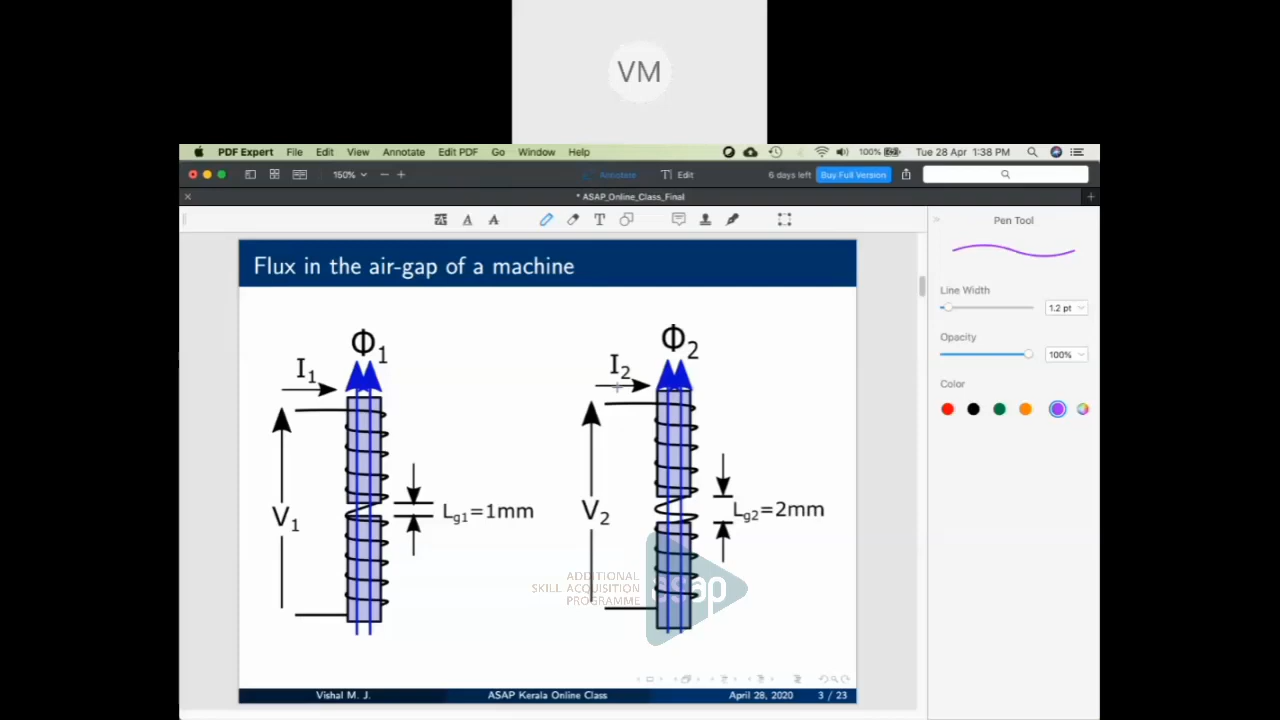 VM
PDF Expert File Edit View Annotate Edit PDF Go Window Help 100% Tue 28 Apr 1:38 PM
150% Annotate Edit 6 days left Buy Full Version
* ASAP_Online_Class_Final
Pen Tool
Line Width
1.2 pt
Opacity
100%
Color
Flux in the air-gap of a machine
Φ1
I1
V1
Lg1=1mm
Φ2
I2
V2
Lg2=2mm
ADDITIONAL
SKILL ACQUISITION
PROGRAMME
asap
Vishal M. J. ASAP Kerala Online Class April 28, 2020 3 / 23